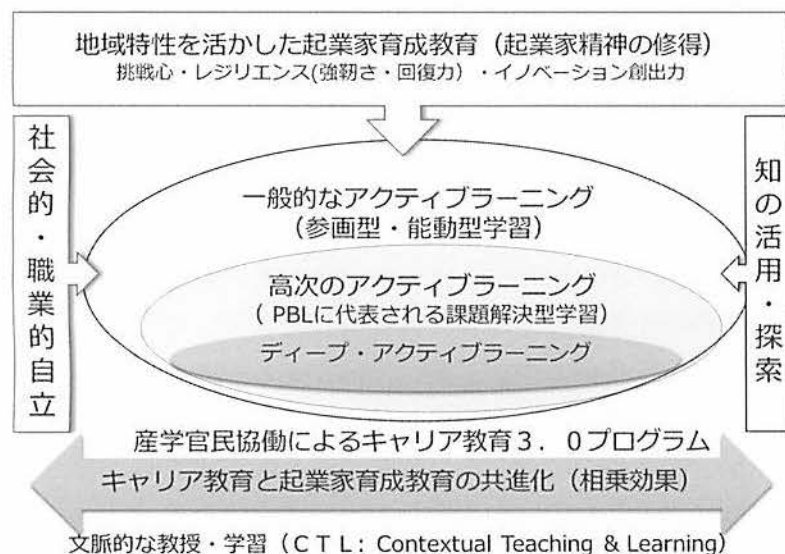 地域特性を活かした起業家育成教育（起業家精神の修得）
挑戦心・レジリエンス(強靭さ・回復力）・イノベーション創出力
社会的・職業的自立
一般的なアクティブラーニング
（参画型・能動型学習）
高次のアクティブラーニング
（ PBLに代表される課題解決型学習）
ディープ・アクティブラーニング
知の活用・探索
産学官民協働によるキャリア教育３．０プログラム
キャリア教育と起業家育成教育の共進化（相乗効果）
文脈的な教授・学習（ＣＴＬ: Contextual Teaching & Learning）